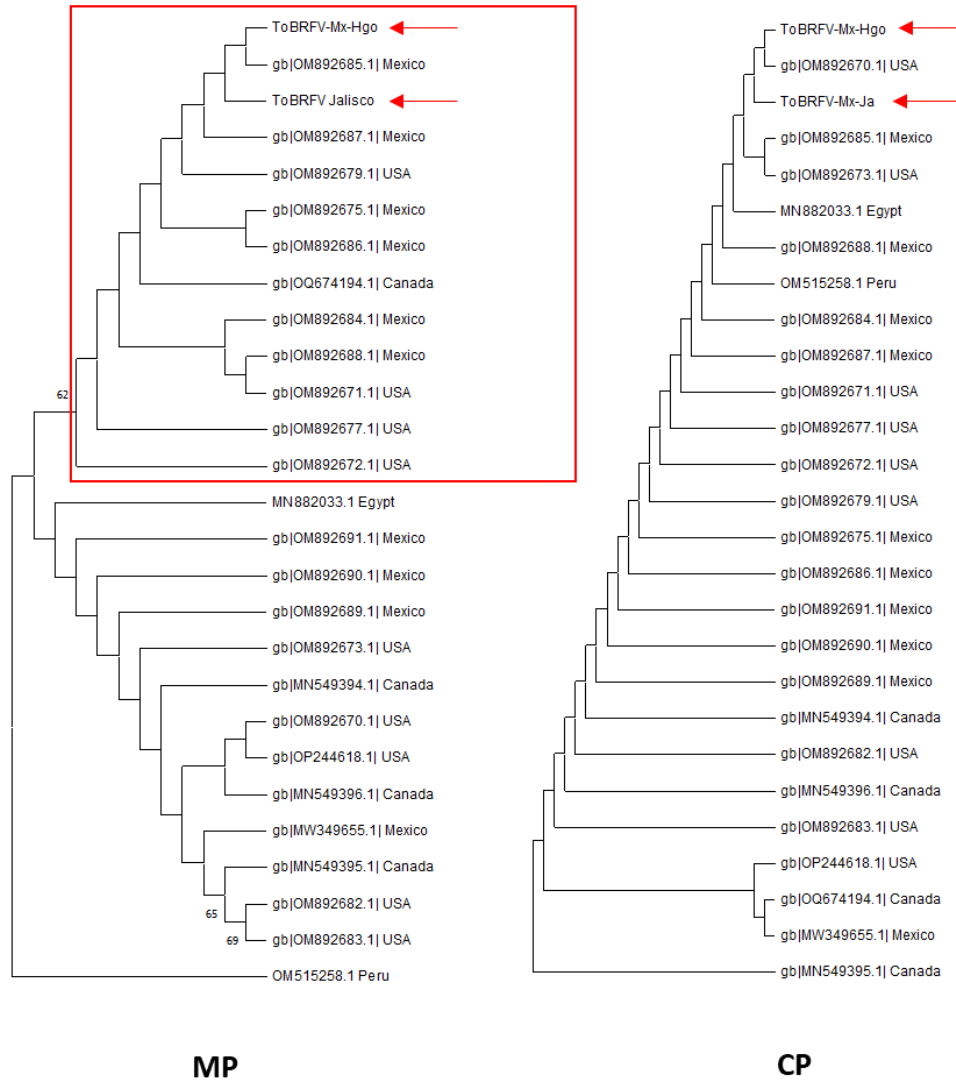 ToBRFV-Mx-Hgo
gb|OM892685.1| Mexico
ToBRFV Jalisco
gb|OM892687.1| Mexico
gb|OM892679.1| USA
gb|OM892675.1| Mexico
gb|OM892686.1| Mexico
gb|OQ674194.1| Canada
gb|OM892684.1| Mexico
gb|OM892688.1| Mexico
gb|OM892671.1| USA
62
gb|OM892677.1| USA
gb|OM892672.1| USA
MN882033.1 Egypt
gb|OM892691.1| Mexico
gb|OM892690.1| Mexico
gb|OM892689.1| Mexico
gb|OM892673.1| USA
gb|MN549394.1| Canada
gb|OM892670.1| USA
gb|OP244618.1| USA
gb|MN549396.1| Canada
gb|MW349655.1| Mexico
gb|MN549395.1| Canada
65
gb|OM892682.1| USA
69
gb|OM892683.1| USA
OM515258.1 Peru
MP
ToBRFV-Mx-Hgo
gb|OM892670.1| USA
ToBRFV-Mx-Ja
gb|OM892685.1| Mexico
gb|OM892673.1| USA
MN882033.1 Egypt
gb|OM892688.1| Mexico
OM515258.1 Peru
gb|OM892684.1| Mexico
gb|OM892687.1| Mexico
gb|OM892671.1| USA
gb|OM892677.1| USA
gb|OM892672.1| USA
gb|OM892679.1| USA
gb|OM892675.1| Mexico
gb|OM892686.1| Mexico
gb|OM892691.1| Mexico
gb|OM892690.1| Mexico
gb|OM892689.1| Mexico
gb|MN549394.1| Canada
gb|OM892682.1| USA
gb|MN549396.1| Canada
gb|OM892683.1| USA
gb|OP244618.1| USA
gb|OQ674194.1| Canada
gb|MW349655.1| Mexico
gb|MN549395.1| Canada
CP